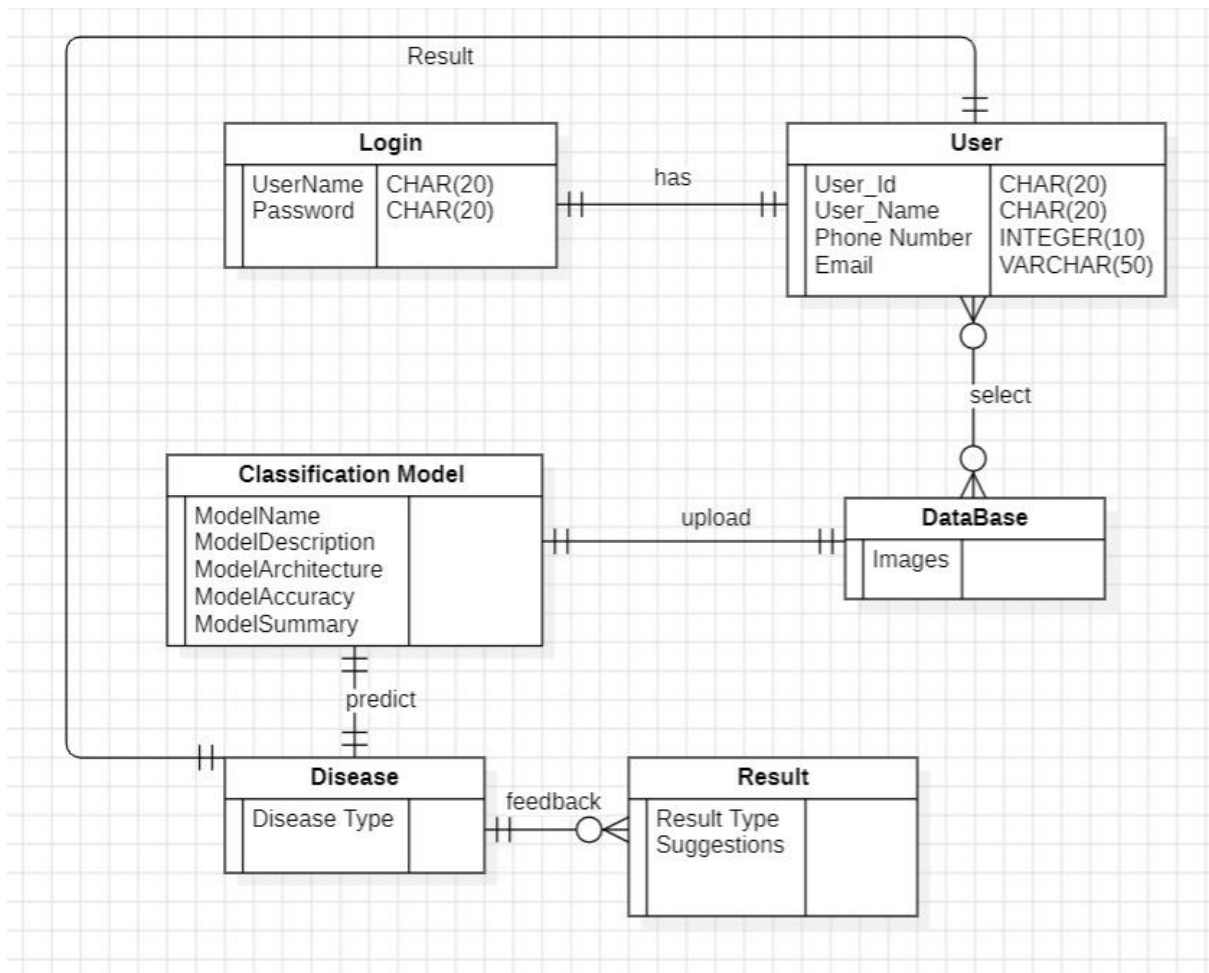 Result
Login
UserName CHAR(20)
Password CHAR(20)
has
User
User_Id CHAR(20)
User_Name CHAR(20)
Phone Number INTEGER(10)
Email VARCHAR(50)
select
Classification Model
ModelName
ModelDescription
ModelArchitecture
ModelAccuracy
ModelSummary
upload
DataBase
Images
predict
Disease
Disease Type
feedback
Result
Result Type
Suggestions